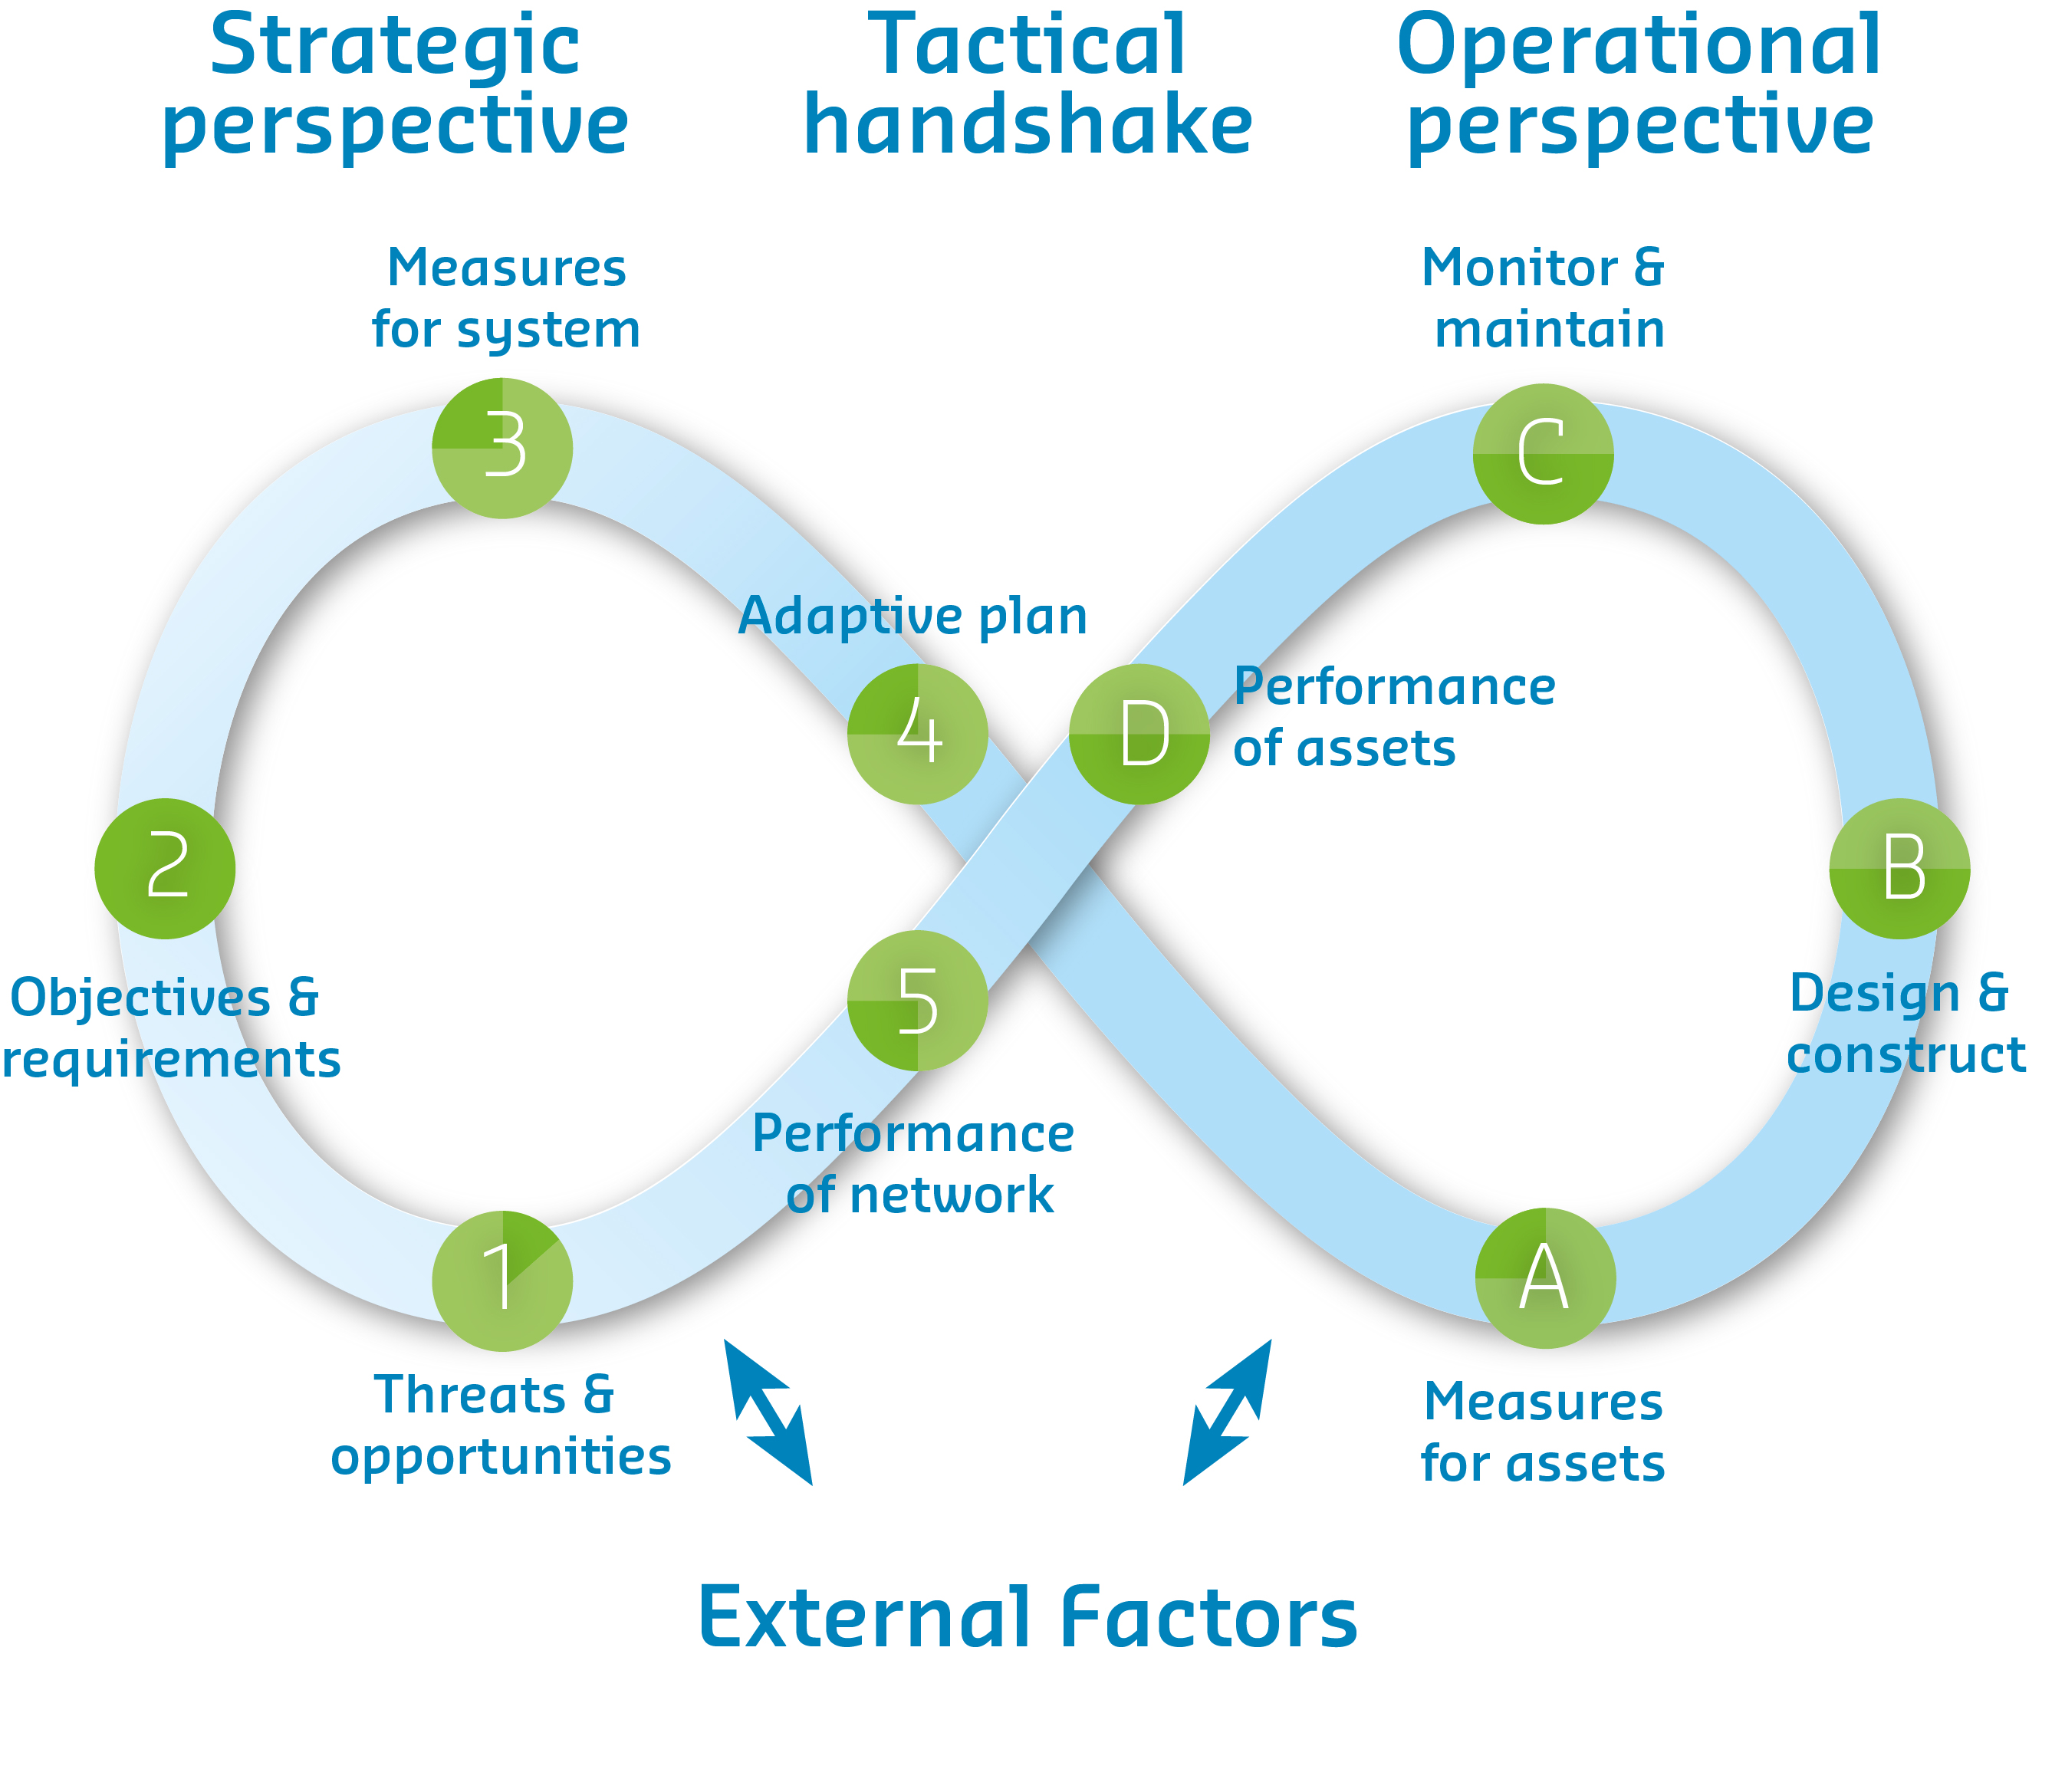 Strategic
perspective
Tactical
handshake
Operational
perspective
Measures
for system
Monitor &
maintain
3
C
Adaptive plan
4
D
Performance
of assets
2
B
Objectives &
requirements
Design &
construct
5
Performance
of network
1
A
Threats &
opportunities
Measures
for assets
External Factors